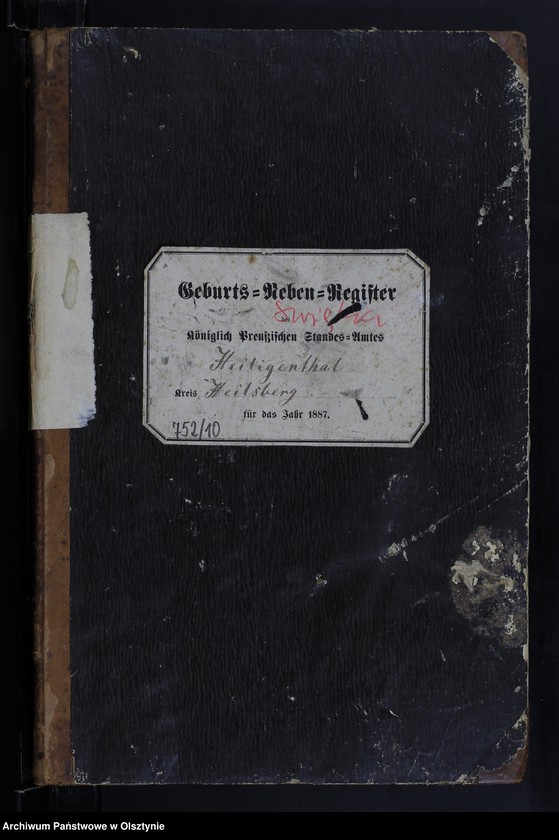 Geburts=Neben=Register
des
Königlich Preußischen Standes=Amtes
Heiligenthal
Kreis Heilsberg
für das Jahr 1887.
752/10
Archiwum Państwowe w Olsztynie